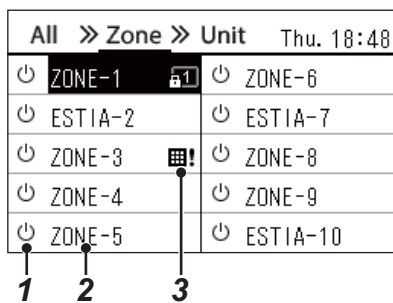 All » Zone » Unit Thu. 18:48
ZONE-1 1 ZONE-6
ESTIA-2 ESTIA-7
ZONE-3 ! ZONE-8
ZONE-4 ZONE-9
ZONE-5 ESTIA-10
1 2 3